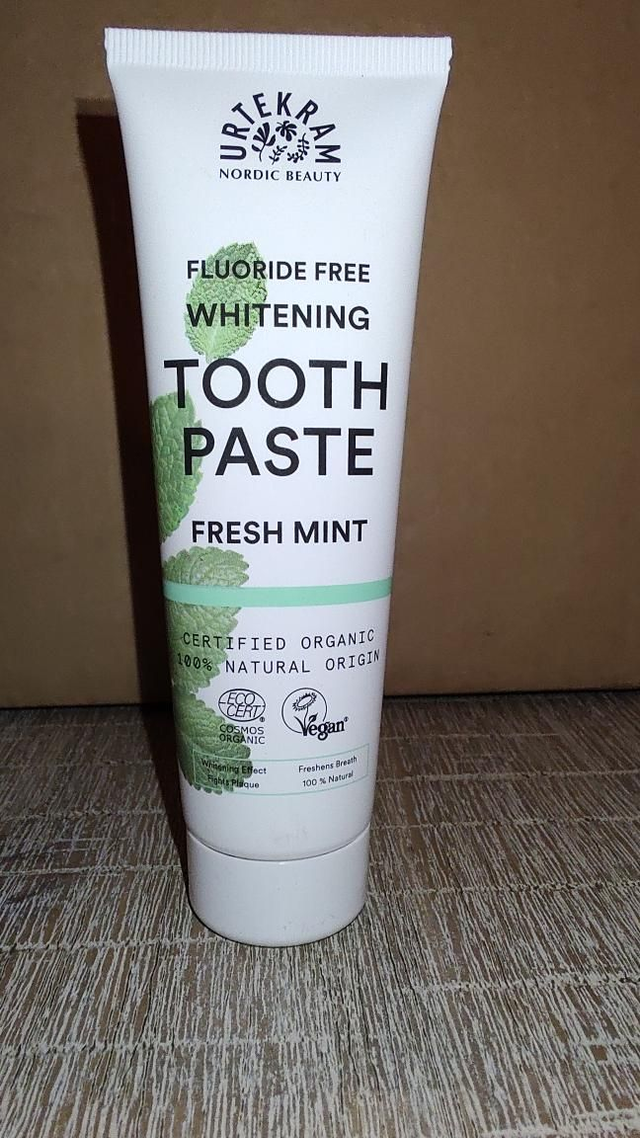 URTEKRAM
NORDIC BEAUTY
FLUORIDE FREE
WHITENING
TOOTH
PASTE
FRESH MINT
CERTIFIED ORGANIC
100% NATURAL ORIGIN
ECO
CERT®
COSMOS
ORGANIC
Vegan®
Whitening Effect
Fights Plaque
Freshens Breath
100 % Natural